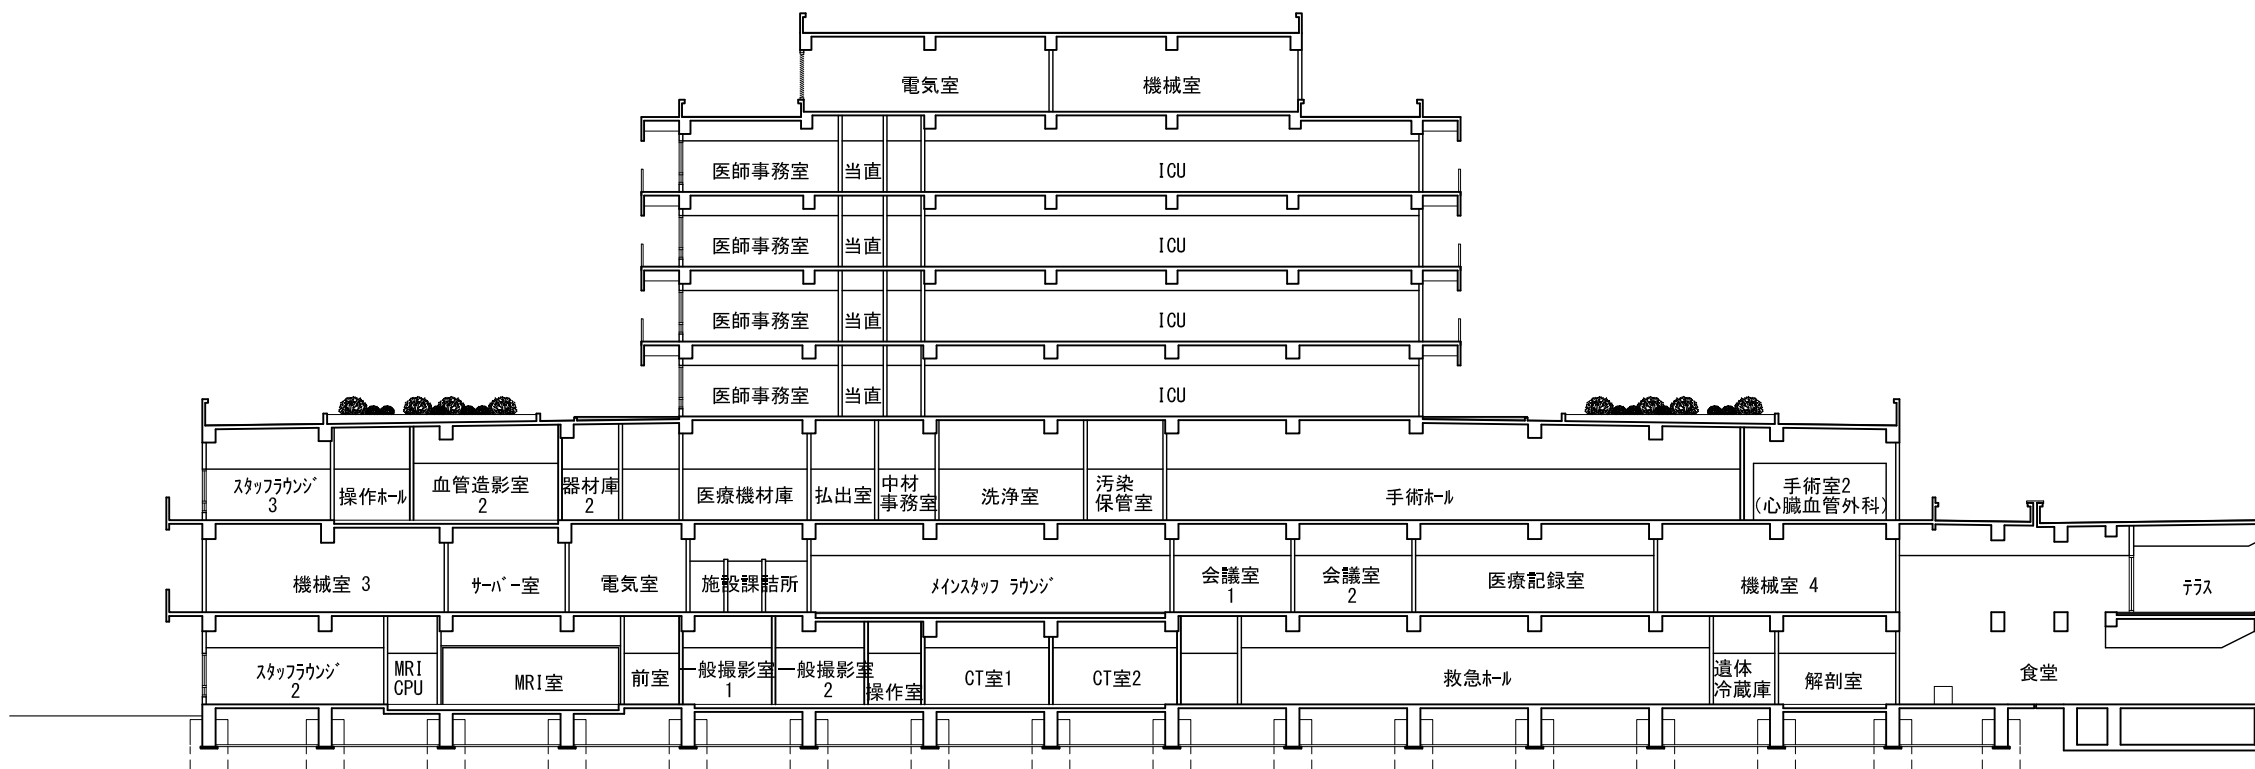 電気室
機械室
医師事務室
当直
ICU
医師事務室
当直
ICU
医師事務室
当直
ICU
医師事務室
当直
ICU
ｽﾀｯﾌﾗｳﾝｼﾞ
3
操作ﾎｰﾙ
血管造影室
2
器材庫
2
医療機材庫
払出室
中材
事務室
洗浄室
汚染
保管室
手術ﾎｰﾙ
手術室2
(心臓血管外科)
機械室 3
ｻｰﾊﾞｰ室
電気室
施設課詰所
ﾒｲﾝｽﾀｯﾌ ﾗｳﾝｼﾞ
会議室
1
会議室
2
医療記録室
機械室 4
ﾃﾗｽ
ｽﾀｯﾌﾗｳﾝｼﾞ
2
MRI
CPU
MRI室
前室
一般撮影室
1
一般撮影室
2
操作室
CT室1
CT室2
救急ﾎｰﾙ
遺体
冷蔵庫
解剖室
食堂